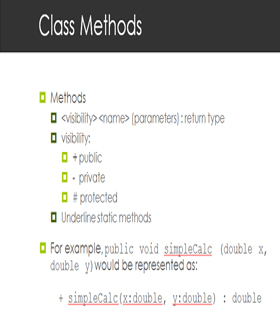 Class Methods
Methods
<visibility> <name> (parameters) : return type
visibility:
+ public
- private
# protected
Underline static methods
For example, public void simpleCalc (double x,
double y) would be represented as:
+ simpleCalc(x:double, y:double) : double